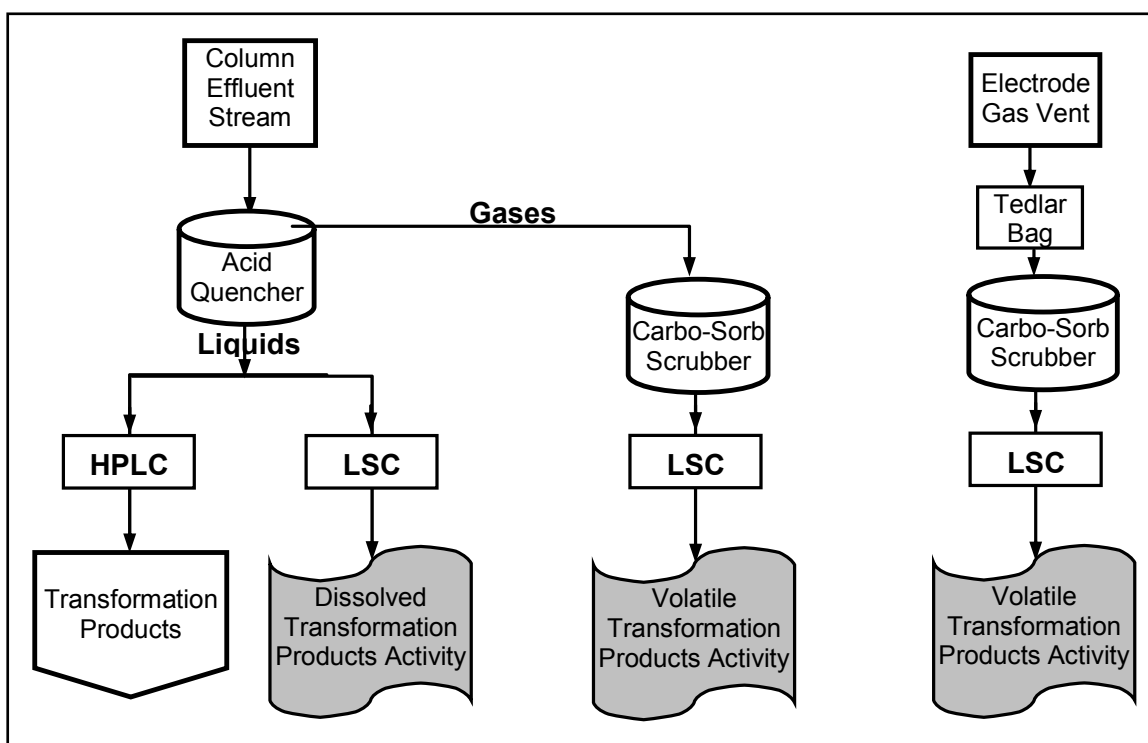 Column
Effluent
Stream
Electrode
Gas Vent
Tedlar
Bag
Gases
Acid
Quencher
Carbo-Sorb
Scrubber
Carbo-Sorb
Scrubber
Liquids
HPLC
LSC
LSC
LSC
Transformation
Products
Dissolved
Transformation
Products Activity
Volatile
Transformation
Products Activity
Volatile
Transformation
Products Activity